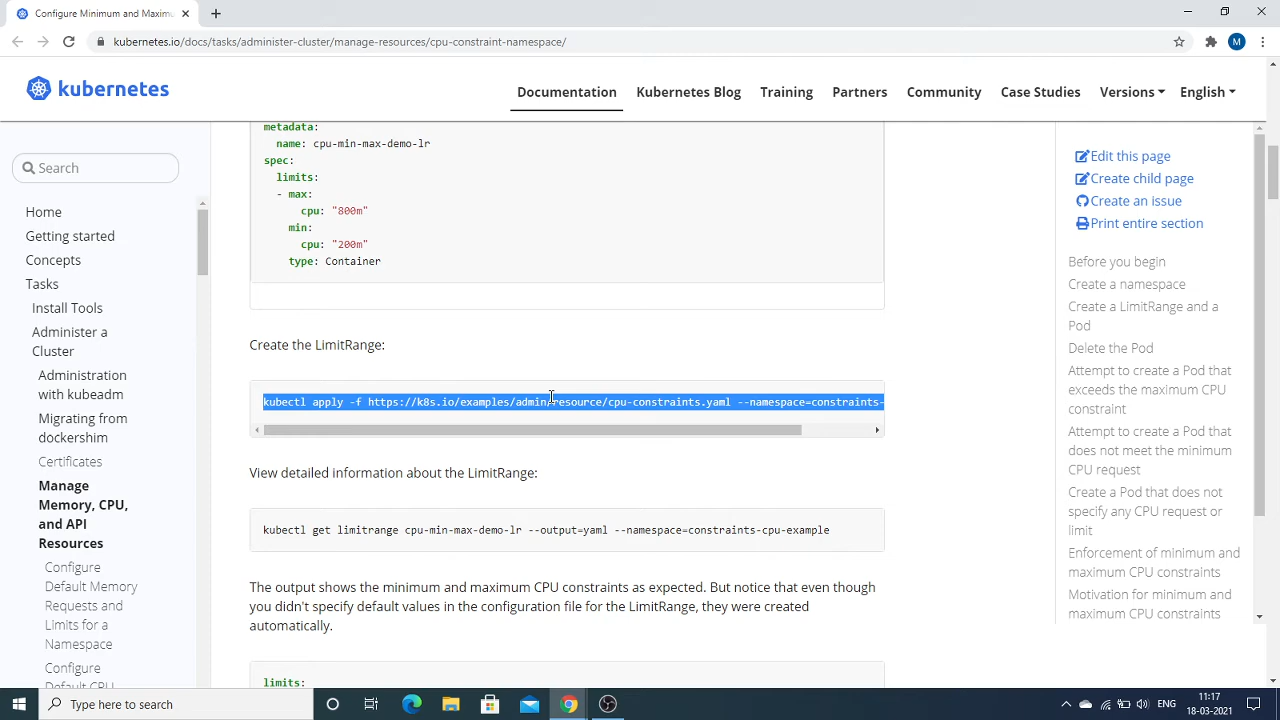 Configure Minimum and Maximu
kubernetes.io/docs/tasks/administer-cluster/manage-resources/cpu-constraint-namespace/
M
kubernetes
Documentation
Kubernetes Blog
Training
Partners
Community
Case Studies
Versions
English
Search
Home
Getting started
Concepts
Tasks
Install Tools
Administer a
Cluster
Administration
with kubeadm
Migrating from
dockershim
Certificates
Manage
Memory, CPU,
and API
Resources
Configure
Default Memory
Requests and
Limits for a
Namespace
Configure
Default CPU
metadata:
name: cpu-min-max-demo-lr
spec:
limits:
- max:
cpu: "800m"
min:
cpu: "200m"
type: Container
Create the LimitRange:
kubectl apply -f https://k8s.io/examples/admin/resource/cpu-constraints.yaml --namespace=constraints-
View detailed information about the LimitRange:
kubectl get limitrange cpu-min-max-demo-lr --output=yaml --namespace=constraints-cpu-example
The output shows the minimum and maximum CPU constraints as expected. But notice that even though
you didn't specify default values in the configuration file for the LimitRange, they were created
automatically.
limits:
Edit this page
Create child page
Create an issue
Print entire section
Before you begin
Create a namespace
Create a LimitRange and a
Pod
Delete the Pod
Attempt to create a Pod that
exceeds the maximum CPU
constraint
Attempt to create a Pod that
does not meet the minimum
CPU request
Create a Pod that does not
specify any CPU request or
limit
Enforcement of minimum and
maximum CPU constraints
Motivation for minimum and
maximum CPU constraints
Type here to search
ENG
11:17
18-03-2021